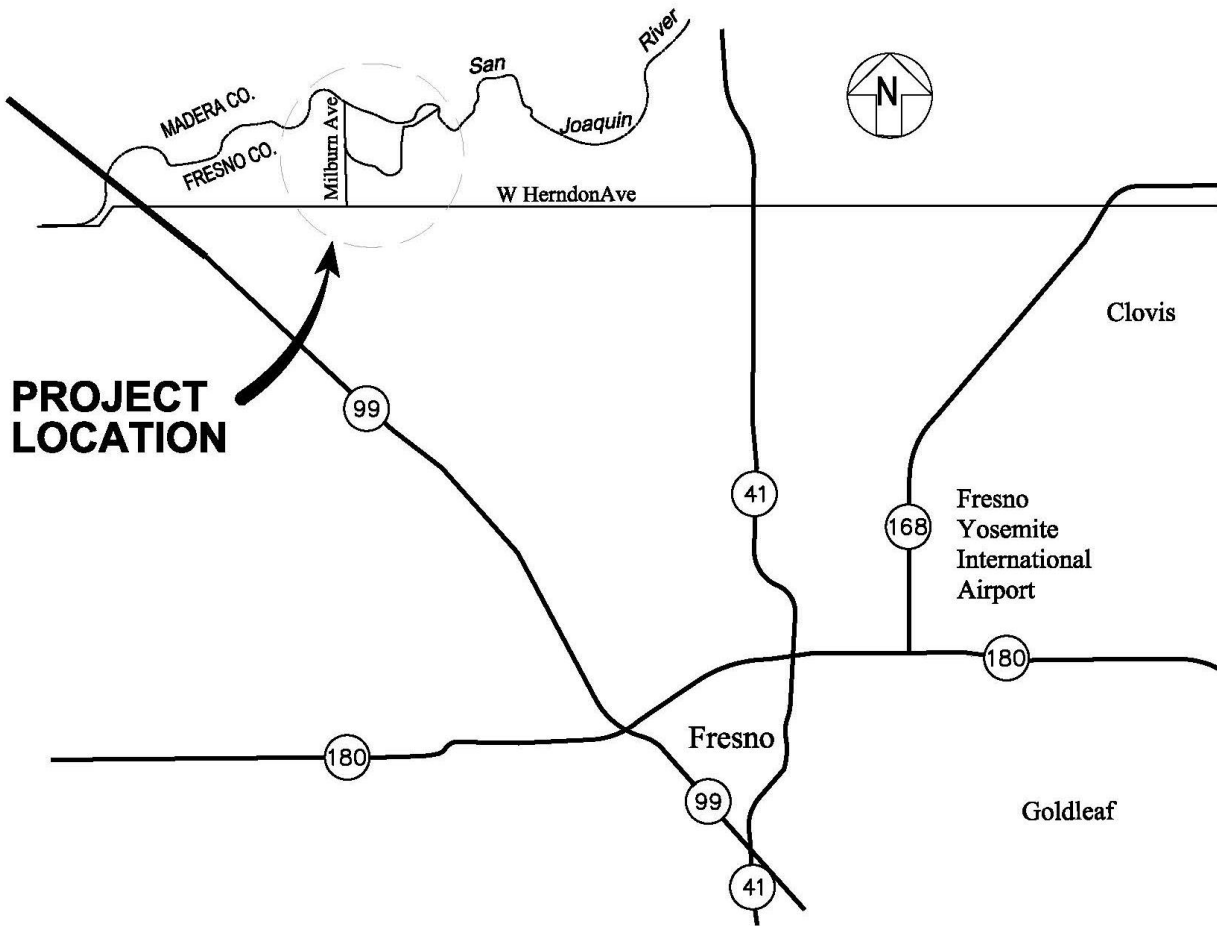 River
San
Joaquin
N
MADERA CO.
FRESNO CO.
Milburn Ave
W HerndonAve
Clovis
PROJECT
LOCATION
99
41
168
Fresno
Yosemite
International
Airport
180
Fresno
180
99
Goldleaf
41